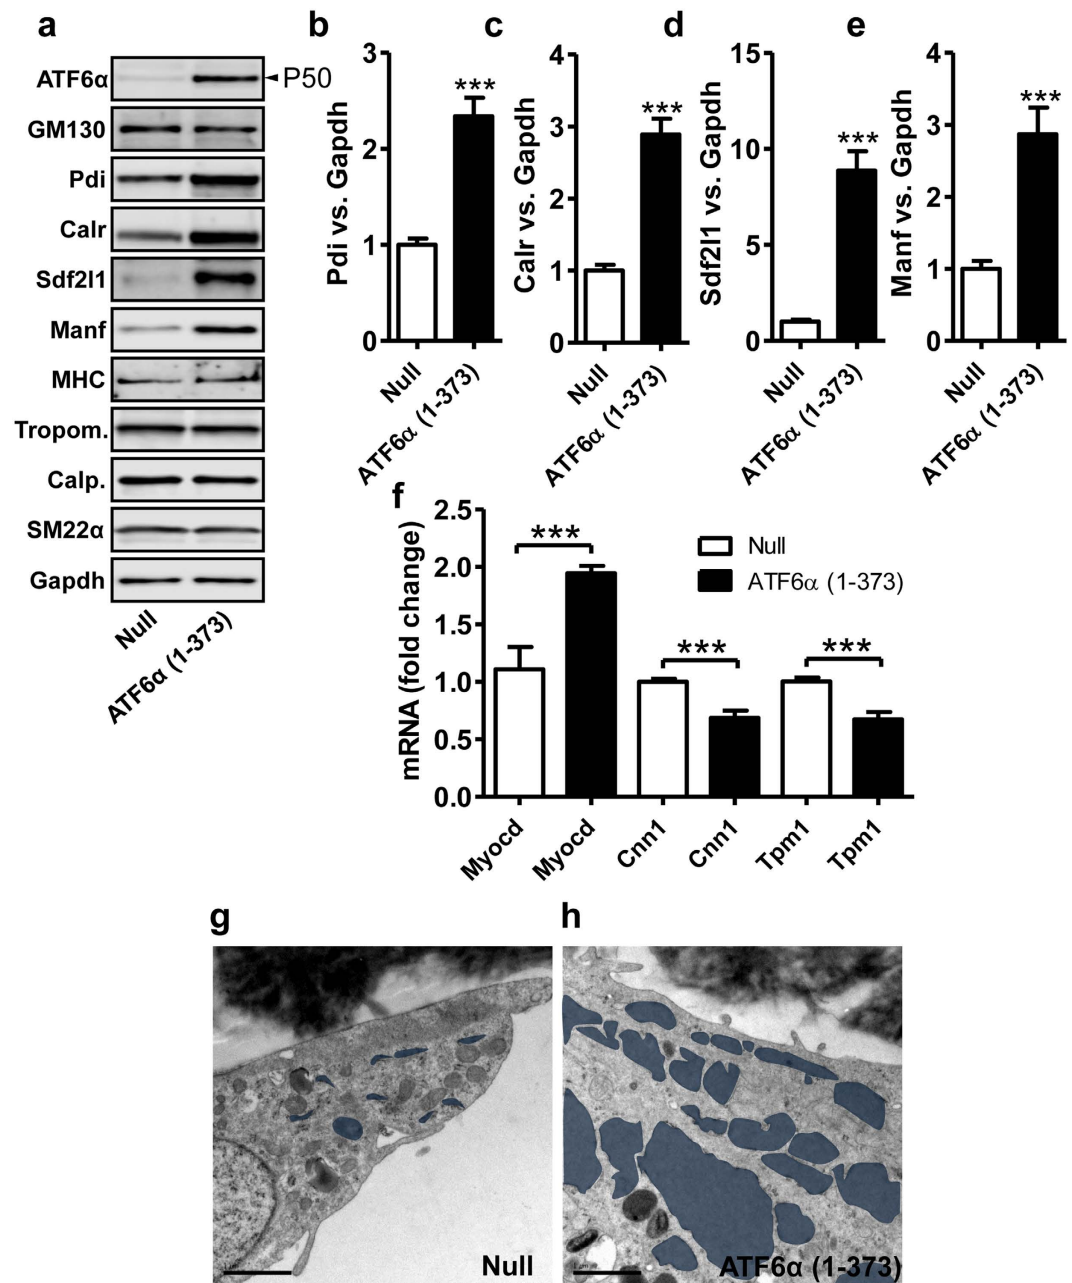 a
ATF6α
P50
GM130
Pdi
Calr
Sdf2l1
Manf
MHC
Tropom.
Calp.
SM22α
Gapdh
Null
ATF6α (1-373)
b
Pdi vs. Gapdh
3
2
1
0
***
Null
ATF6α (1-373)
c
Calr vs. Gapdh
4
3
2
1
0
***
Null
ATF6α (1-373)
d
Sdf2l1 vs. Gapdh
15
10
5
0
***
Null
ATF6α (1-373)
e
Manf vs. Gapdh
4
3
2
1
0
***
Null
ATF6α (1-373)
f
mRNA (fold change)
2.5
2.0
1.5
1.0
0.5
0.0
***
***
***
Null
ATF6α (1-373)
Myocd
Myocd
Cnn1
Cnn1
Tpm1
Tpm1
g
Null
h
ATF6α (1-373)